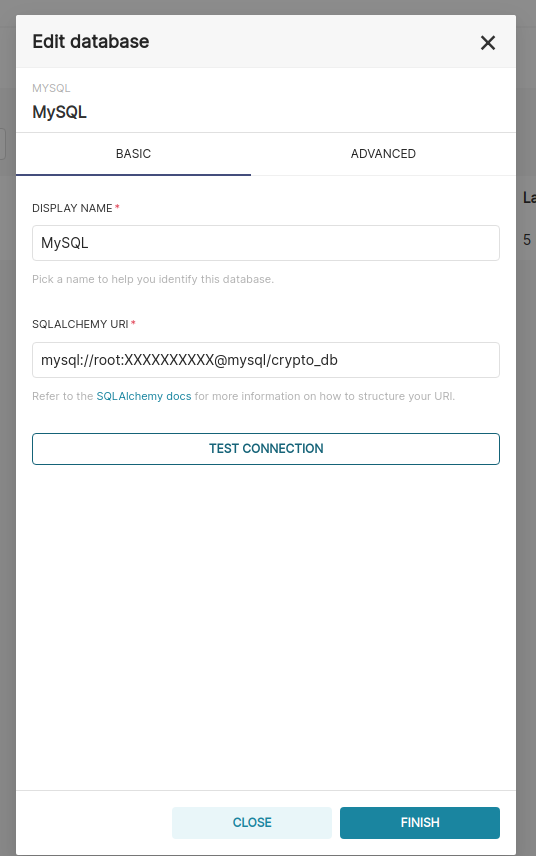 Edit database
MYSQL
MySQL
BASIC ADVANCED
DISPLAY NAME *
MySQL
Pick a name to help you identify this database.
SQLALCHEMY URI *
mysql://root:XXXXXXXXXX@mysql/crypto_db
Refer to the SQLAlchemy docs for more information on how to structure your URI.
TEST CONNECTION
CLOSE FINISH
La
5